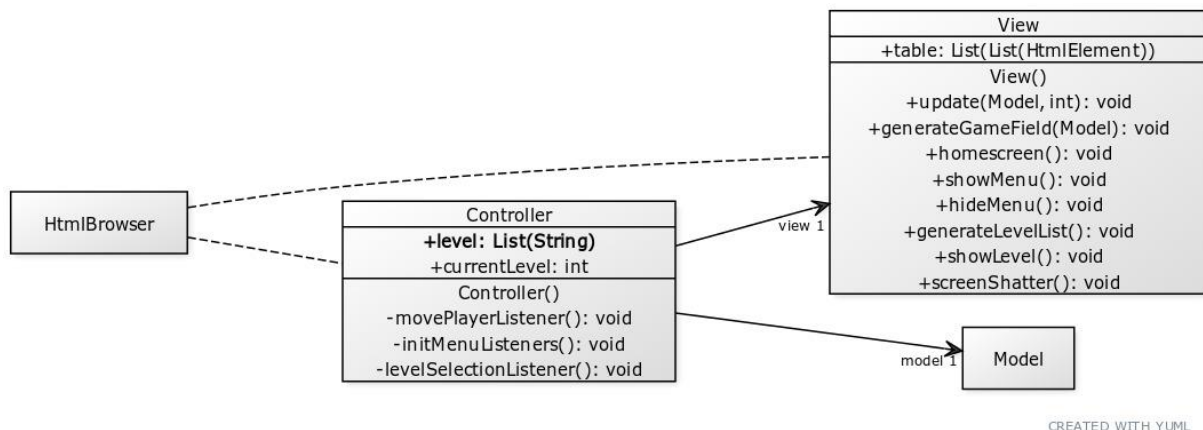 HtmlBrowser
Controller
+level: List(String)
+currentLevel: int
Controller()
-movePlayerListener(): void
-initMenuListeners(): void
-levelSelectionListener(): void
view 1
model 1
View
+table: List(List(HtmlElement))
View()
+update(Model, int): void
+generateGameField(Model): void
+homescreen(): void
+showMenu(): void
+hideMenu(): void
+generateLevelList(): void
+showLevel(): void
+screenShatter(): void
Model
CREATED WITH YUML